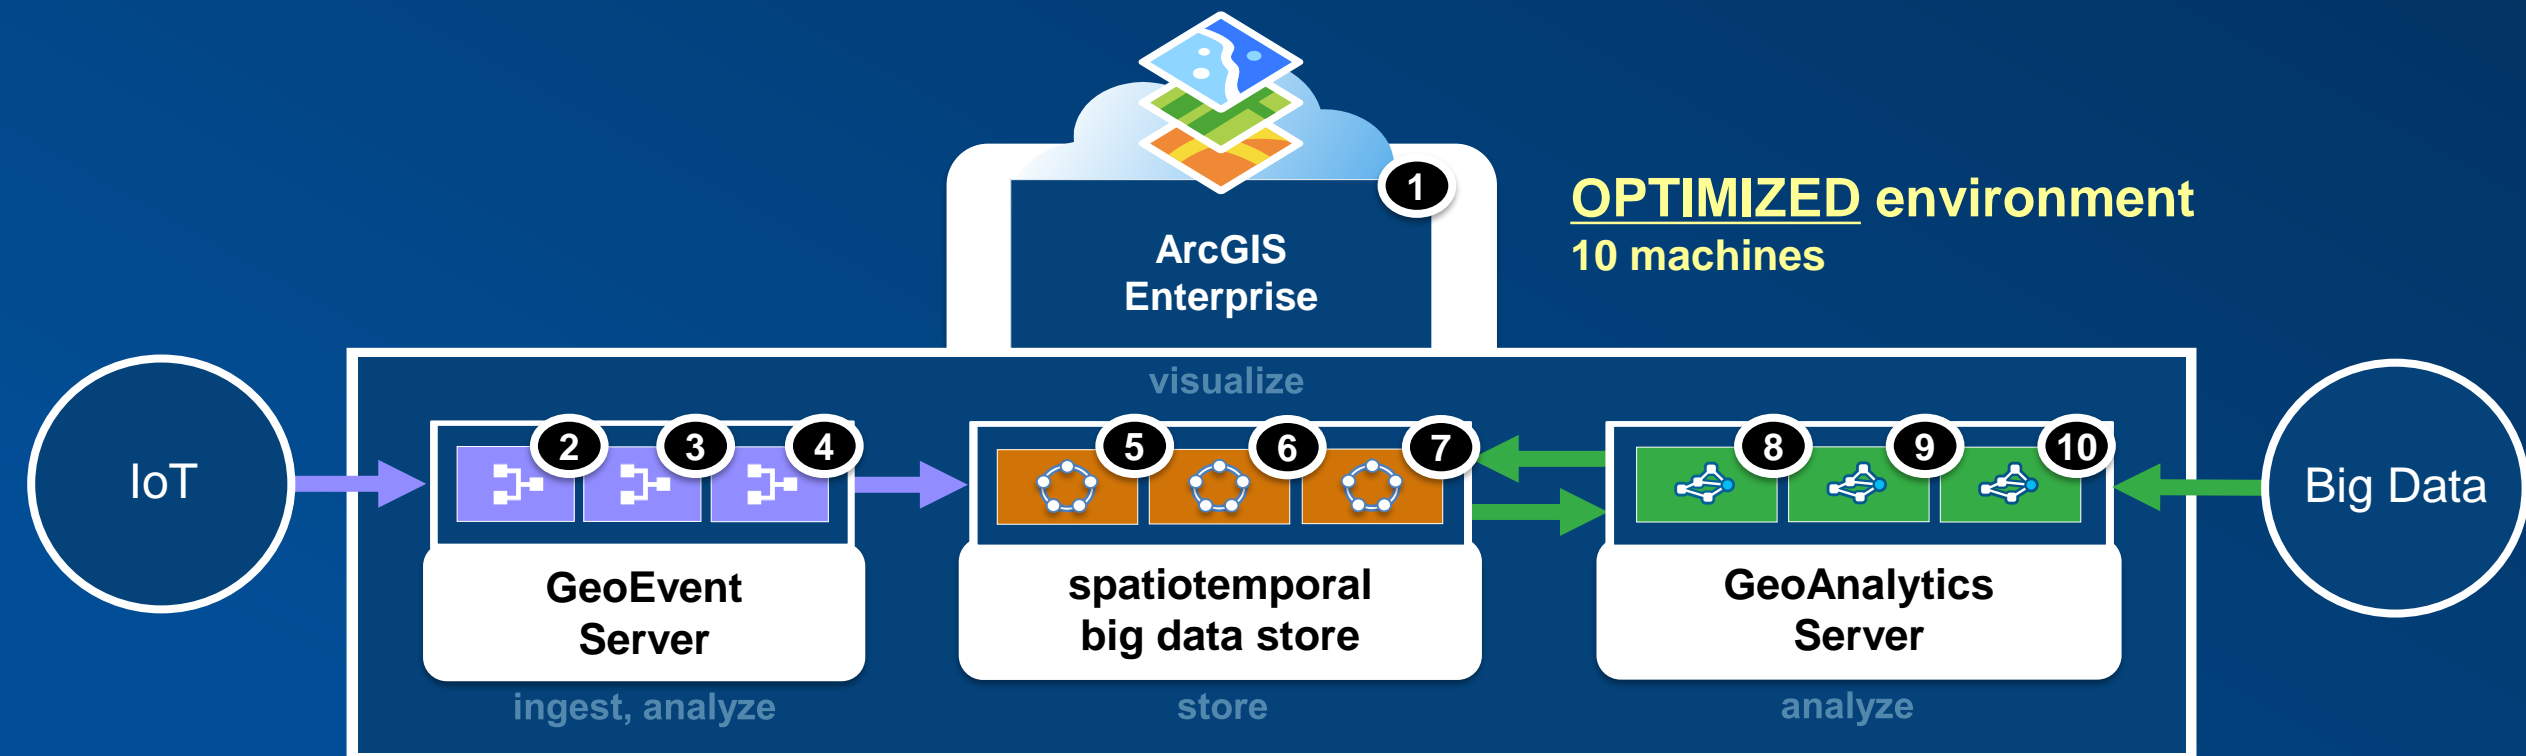 1
OPTIMIZED environment
10 machines
ArcGIS
Enterprise
visualize
IoT
2 3 4 5 6 7 8 9 10
Big Data
GeoEvent
Server
spatiotemporal
big data store
GeoAnalytics
Server
ingest, analyze
store
analyze